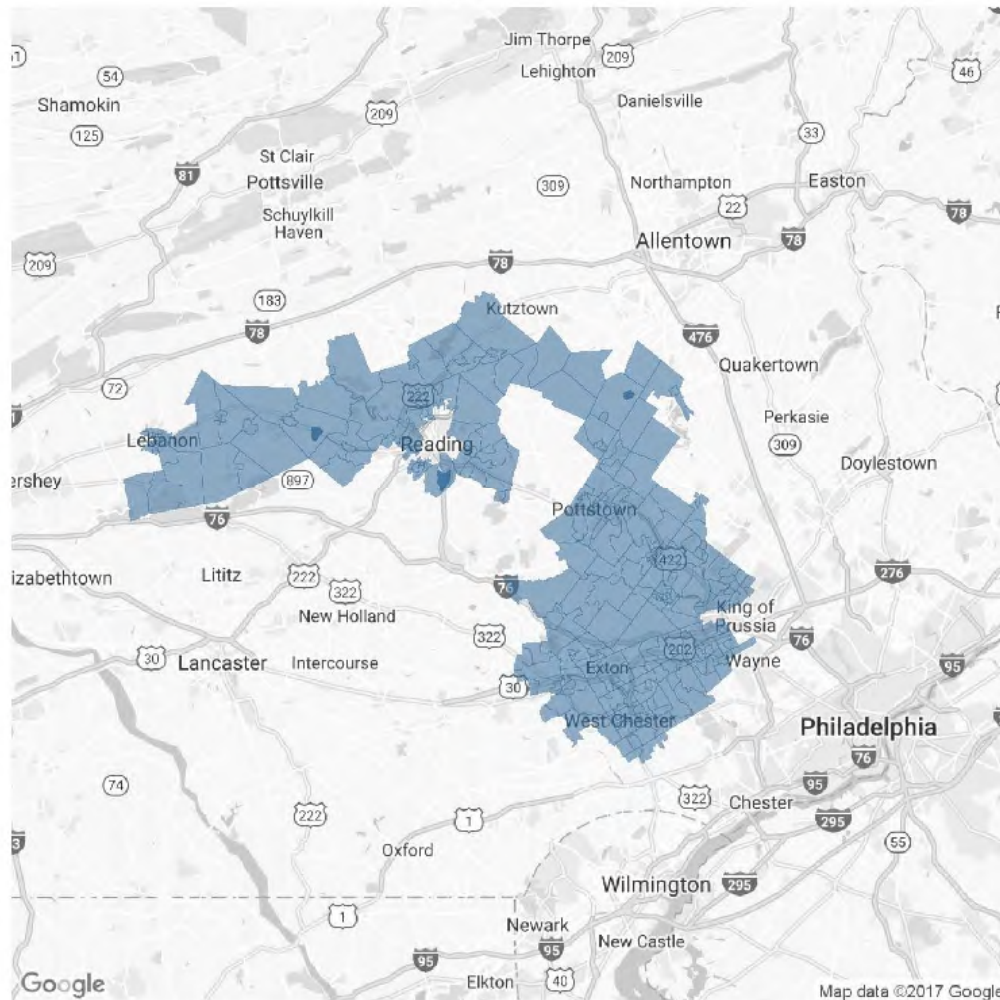 Jim Thorpe
209
Lehighton
46
54
Shamokin
209
Danielsville
125
33
St Clair
81
Pottsville
309
Northampton
Easton
22
78
Schuylkill
Haven
Allentown
78
209
78
183
Kutztown
78
476
Quakertown
72
222
Perkasie
Lebanon
Reading
309
Doylestown
ershey
897
76
Pottstown
422
izabethtown
Lititz
222
322
76
276
New Holland
King of
Prussia
322
76
30
Lancaster
Intercourse
Exton
202
Wayne
95
30
West Chester
Philadelphia
76
74
95
322
Chester
222
1
295
3
55
Oxford
Wilmington
295
1
Newark
95
New Castle
95
Elkton
40
Google
Map data ©2017 Google